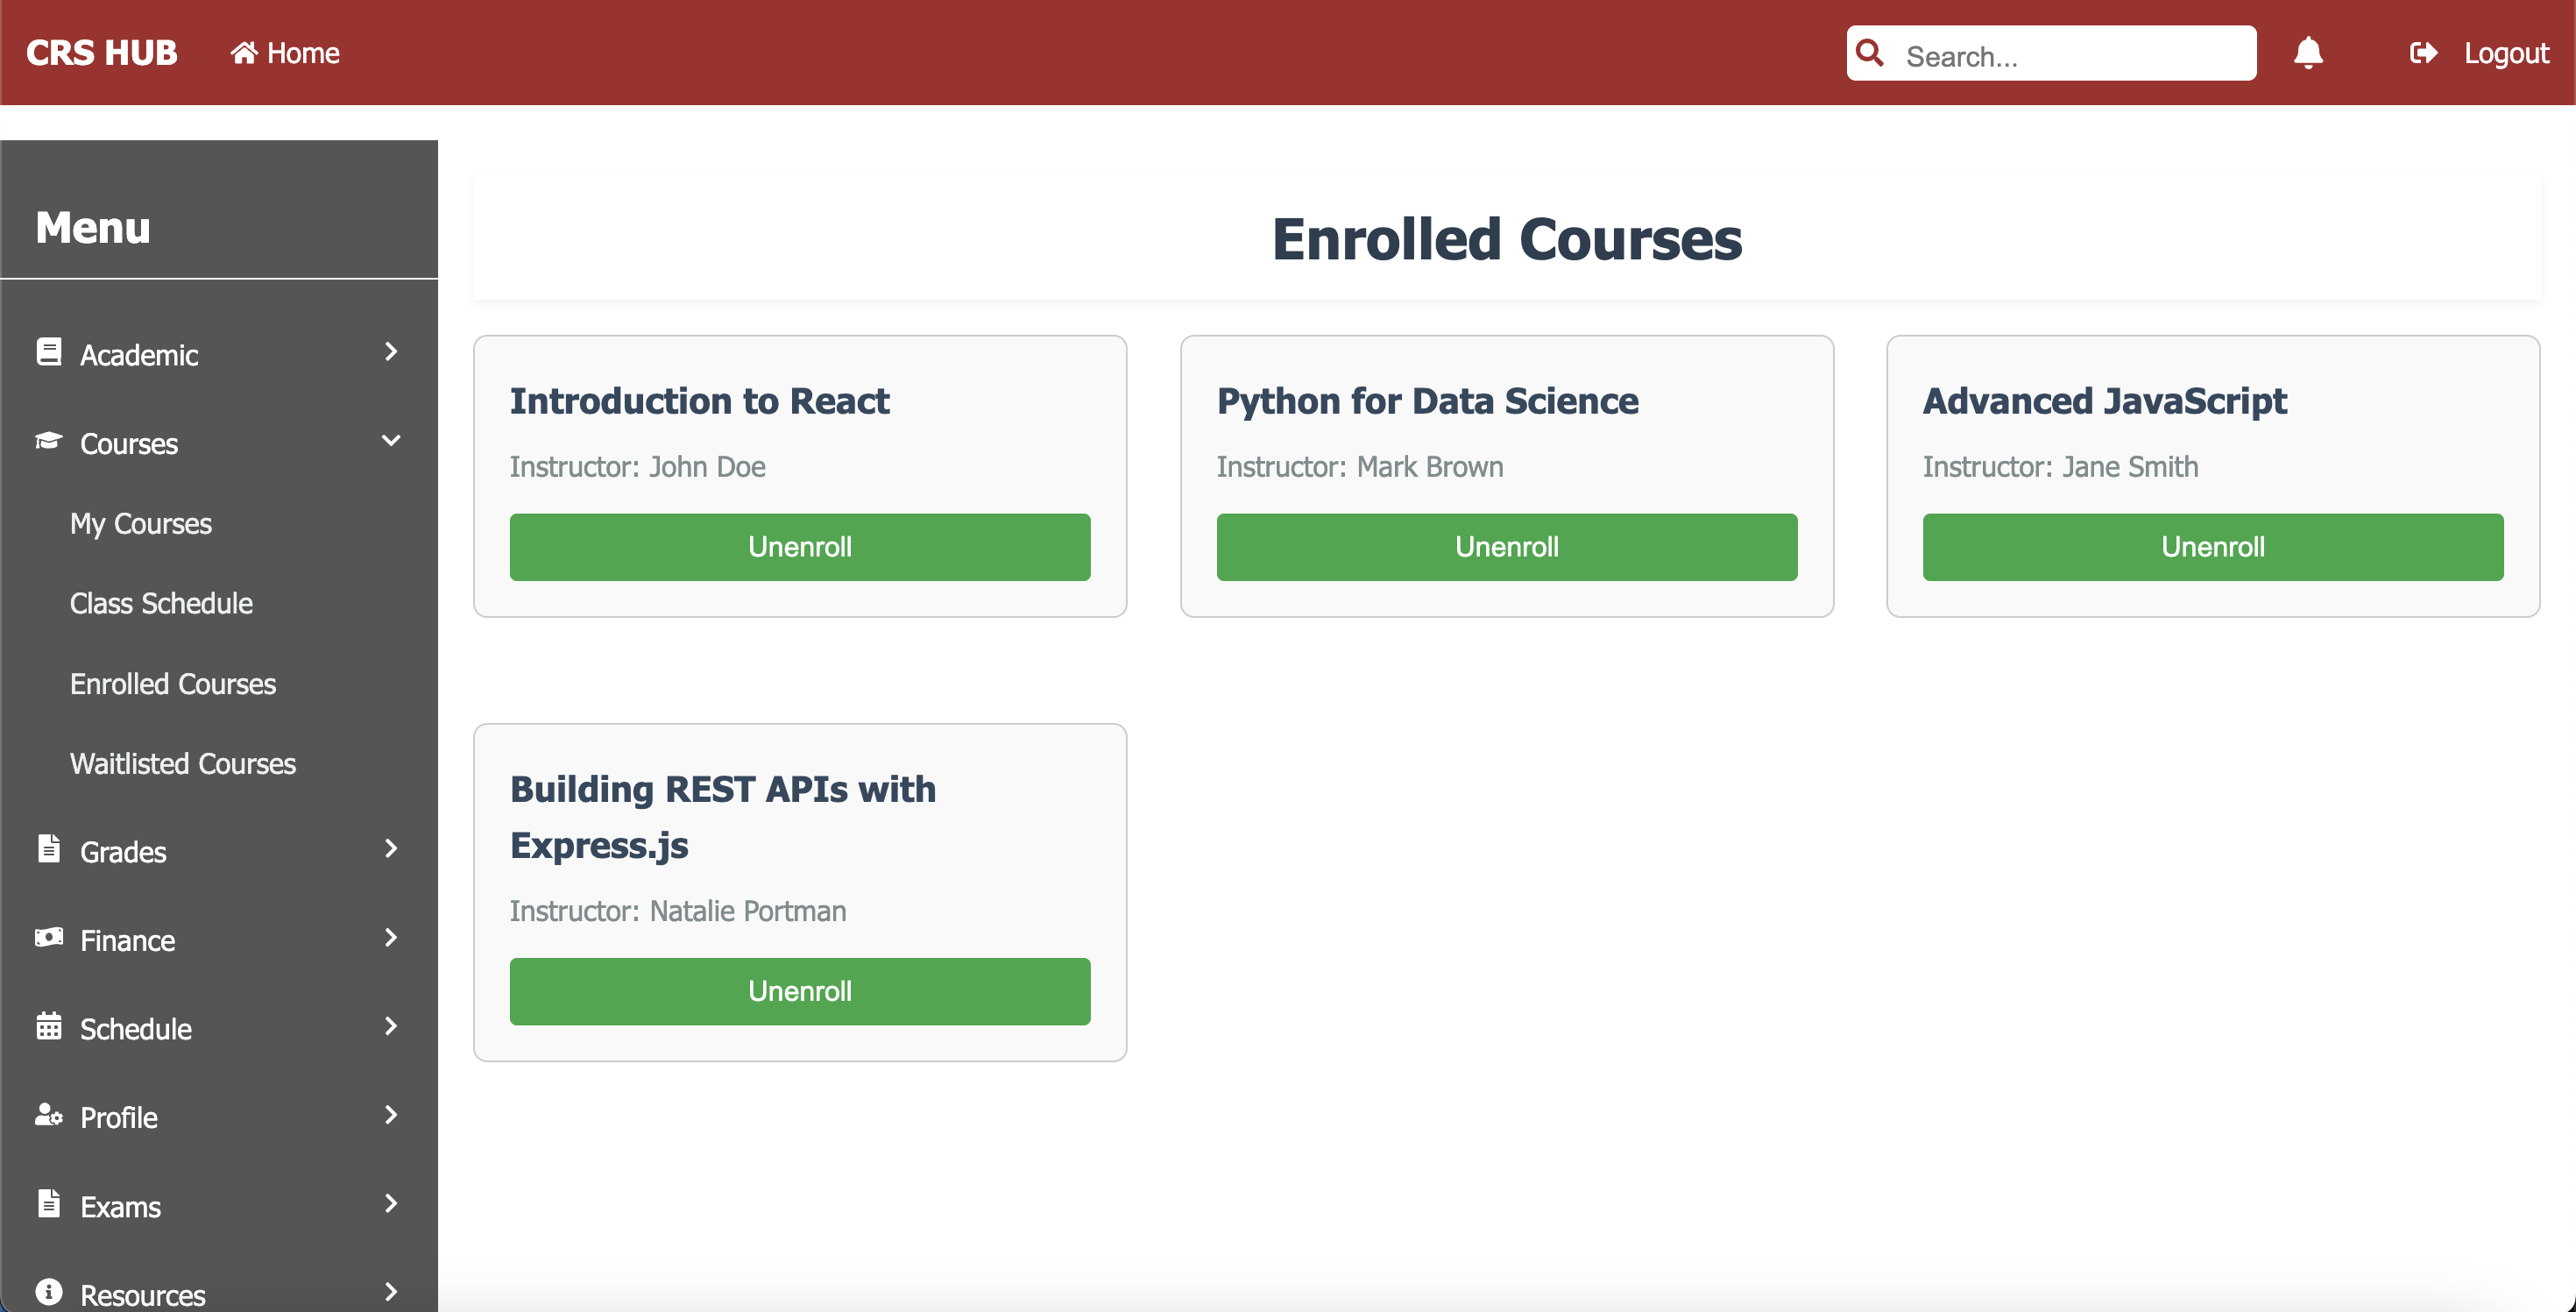 CRS HUB
Home
Search...
Logout
Menu
Academic
Courses
My Courses
Class Schedule
Enrolled Courses
Waitlisted Courses
Grades
Finance
Schedule
Profile
Exams
Resources
Enrolled Courses
Introduction to React
Instructor: John Doe
Unenroll
Python for Data Science
Instructor: Mark Brown
Unenroll
Advanced JavaScript
Instructor: Jane Smith
Unenroll
Building REST APIs with
Express.js
Instructor: Natalie Portman
Unenroll